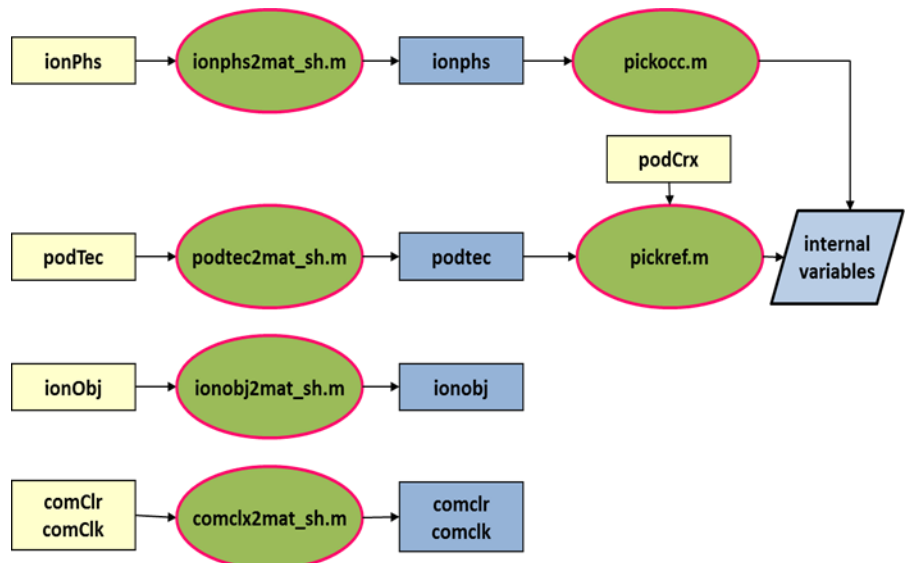 ionPhs
ionphs2mat_sh.m
ionphs
pickocc.m
podCrx
podTec
podtec2mat_sh.m
podtec
pickref.m
internal
variables
ionObj
ionobj2mat_sh.m
ionobj
comClr
comClk
comclx2mat_sh.m
comclr
comclk